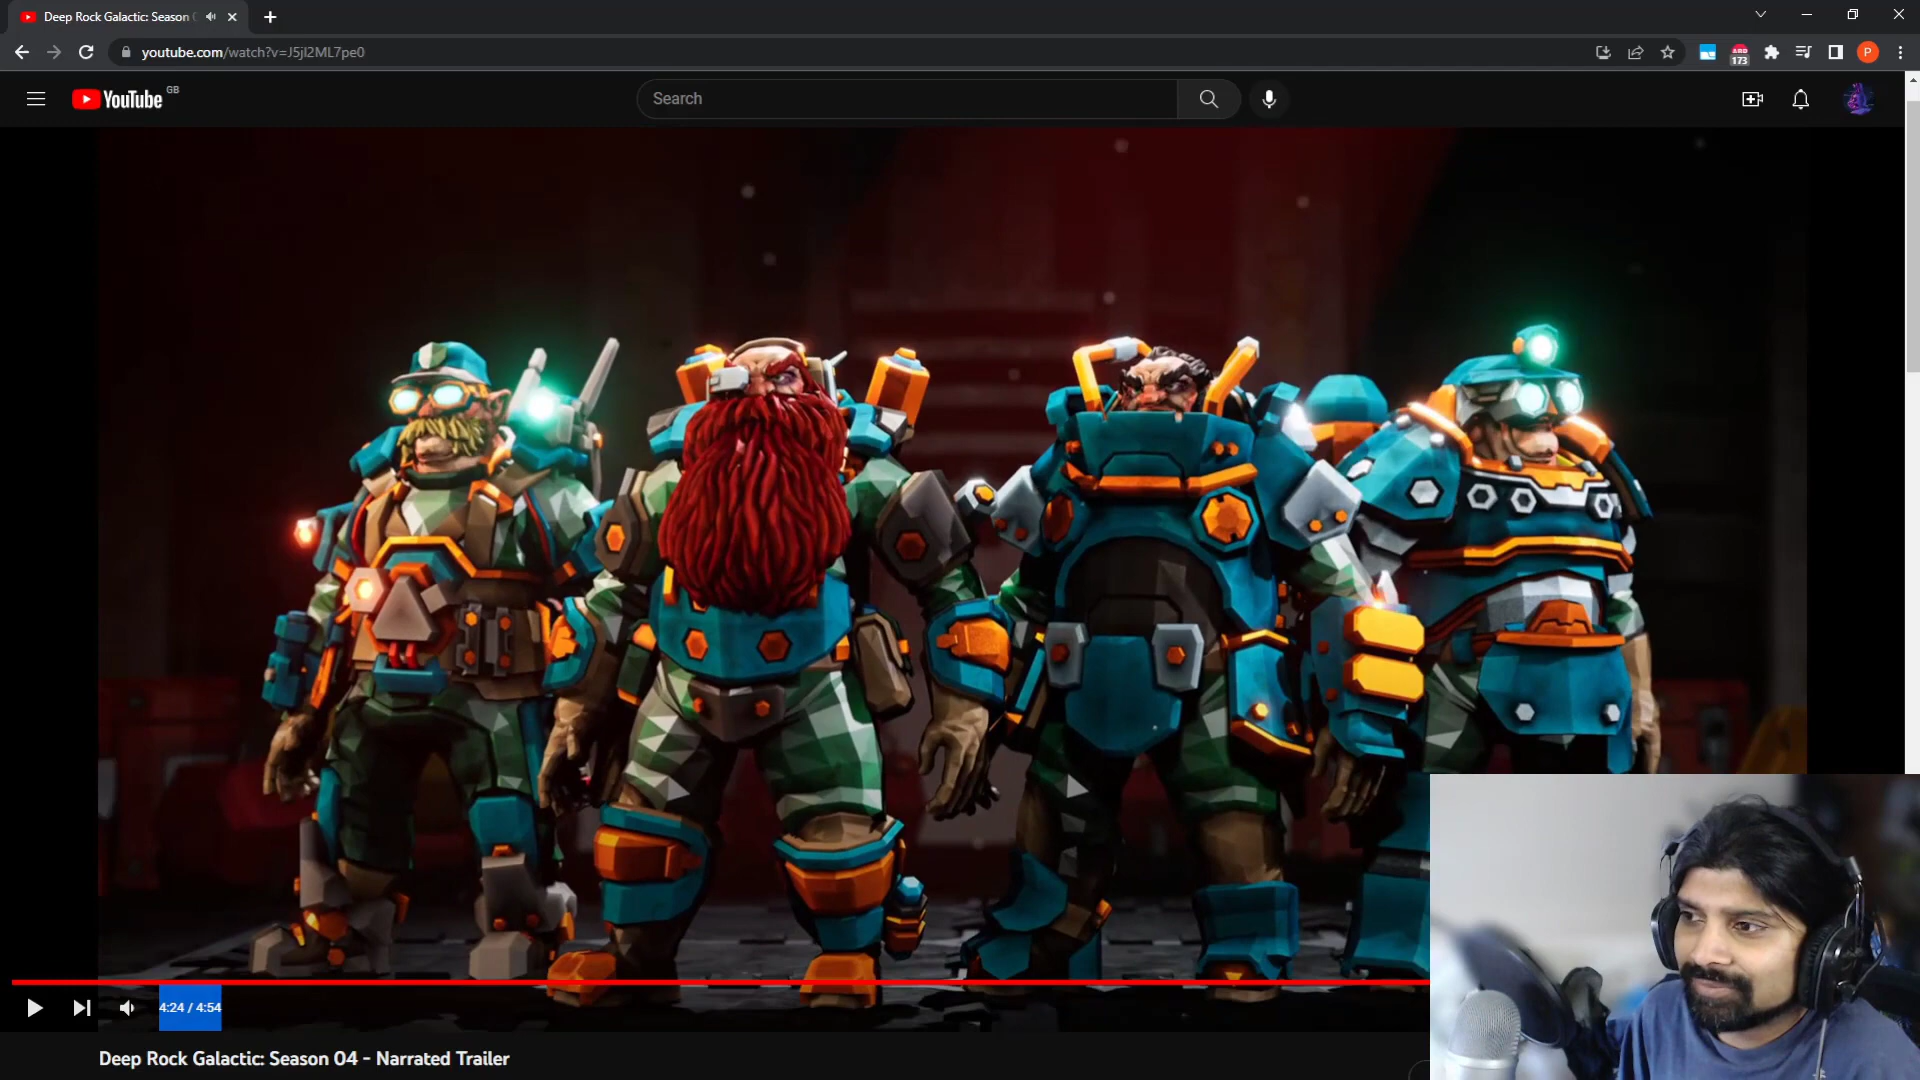 Deep Rock Galactic: Season
youtube.com/watch?v=J5jI2ML7pe0
173
P
YouTube GB
Search
4:24 / 4:54
Deep Rock Galactic: Season 04 - Narrated Trailer